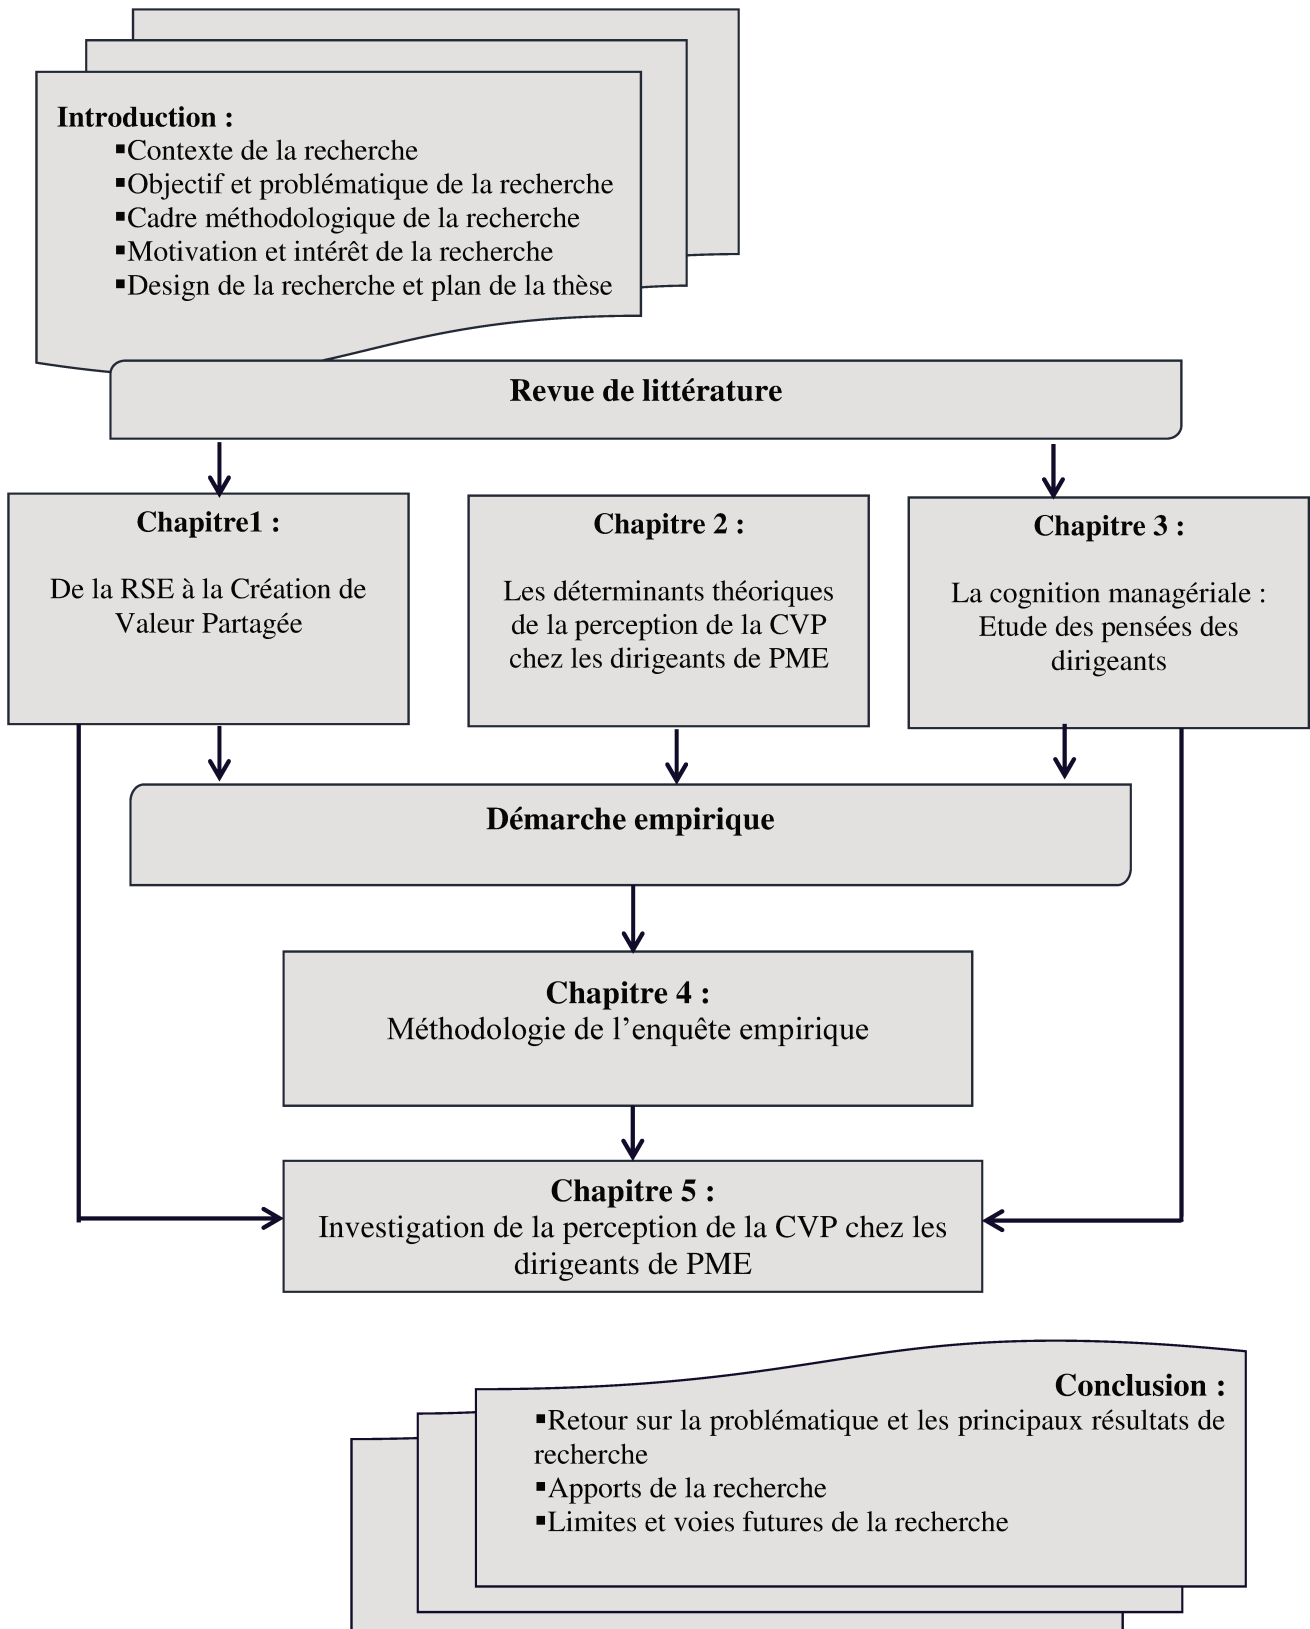 Introduction :
▪Contexte de la recherche
▪Objectif et problématique de la recherche
▪Cadre méthodologique de la recherche
▪Motivation et intérêt de la recherche
▪Design de la recherche et plan de la thèse
Revue de littérature
Chapitre1 :
De la RSE à la Création de
Valeur Partagée
Chapitre 2 :
Les déterminants théoriques
de la perception de la CVP
chez les dirigeants de PME
Chapitre 3 :
La cognition managériale :
Etude des pensées des
dirigeants
Démarche empirique
Chapitre 4 :
Méthodologie de l’enquête empirique
Chapitre 5 :
Investigation de la perception de la CVP chez les
dirigeants de PME
Conclusion :
▪Retour sur la problématique et les principaux résultats de
recherche
▪Apports de la recherche
▪Limites et voies futures de la recherche